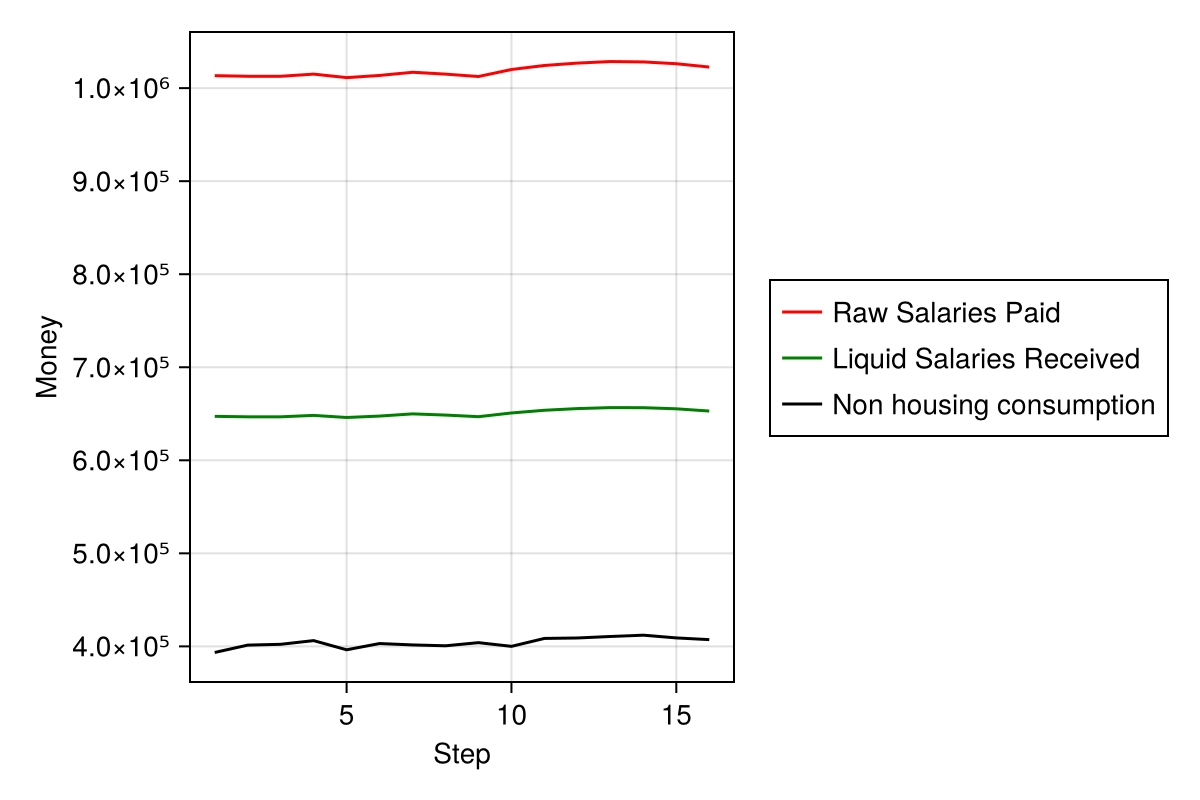 1.0×10⁶
9.0×10⁵
8.0×10⁵
7.0×10⁵
6.0×10⁵
5.0×10⁵
4.0×10⁵
Money
5 10 15
Step
Raw Salaries Paid
Liquid Salaries Received
Non housing consumption